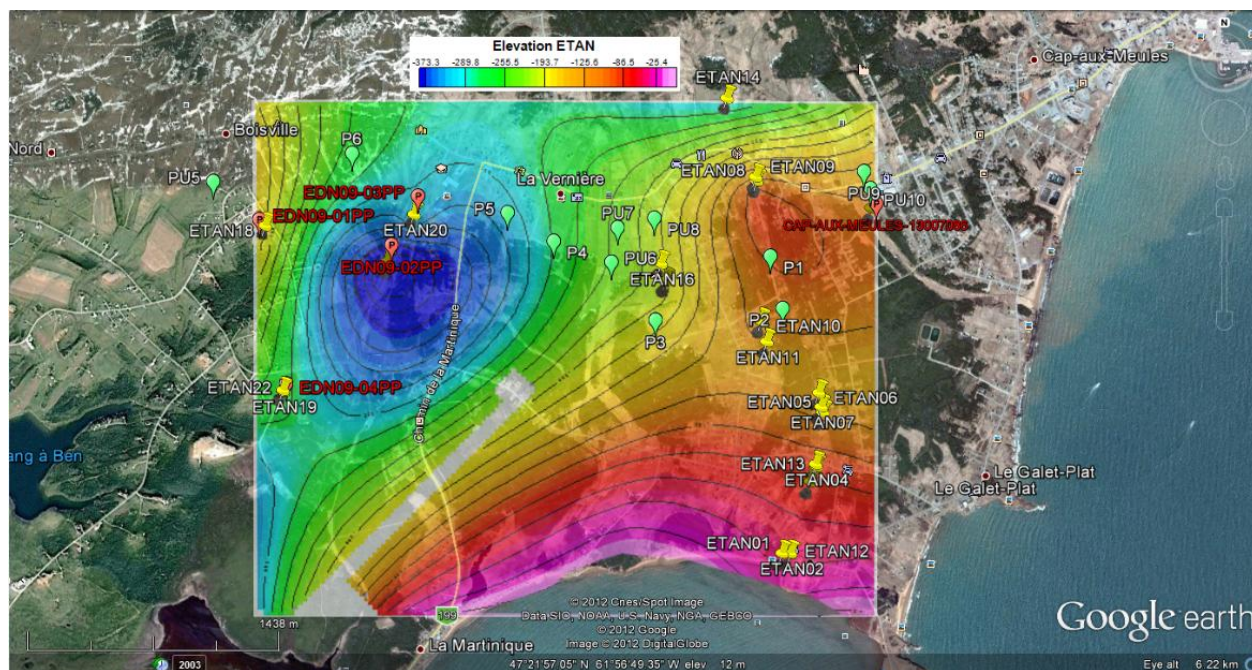 Elevation ETAN
-373.3 -289.8 -255.5 -193.7 -125.6 -86.5 -25.4
N
Cap-aux-Meules
ETAN14
Boisville
Nord
P6
PU5
ETAN08
ETAN09
EDN09-03PP
La Vernière
PU9
PU10
EDN09-01PP
P5
PU7
PU8
ETAN18
ETAN20
P4
EDN09-02PP
PU6
ETAN16
P1
P3
P2
ETAN10
ETAN11
Chemin de la Martinique
ETAN22
EDN09-04PP
ETAN19
ETAN05
ETAN06
ETAN07
ang à Ben
ETAN13
ETAN04
Le Galet-Plat
Le Galet-Plat
ETAN01
ETAN12
ETAN02
© 2012 Cnes/Spot Image
Data SIO, NOAA, U.S. Navy, NGA, GEBCO
© 2012 Google
Image © 2012 DigitalGlobe
Google earth
199
1438 m
La Martinique
2003
47°21'57.05" N 61°56'49.35" W elev 12 m
Eye alt 6.22 km